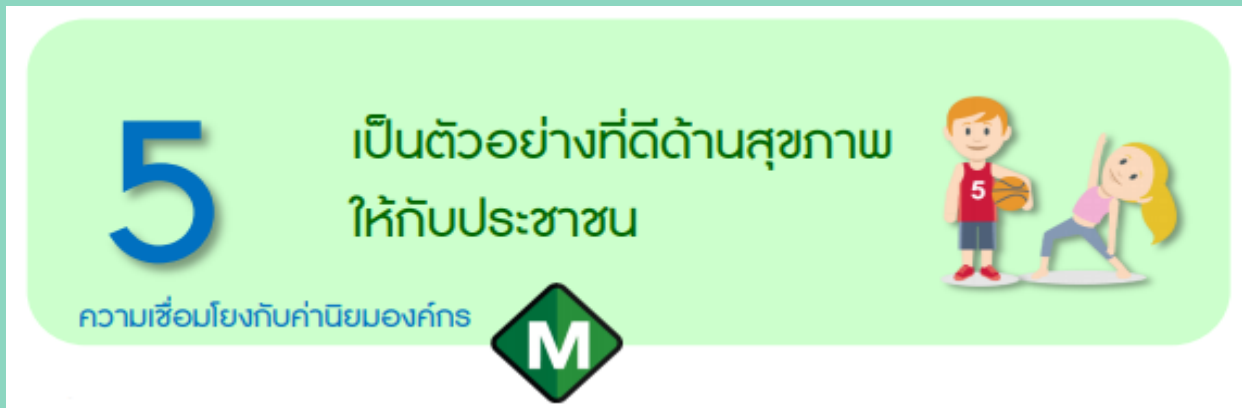 5
เป็นตัวอย่างที่ดีด้านสุขภาพ
ให้กับประชาชน
5
ความเชื่อมโยงกับค่านิยมองค์กร
M